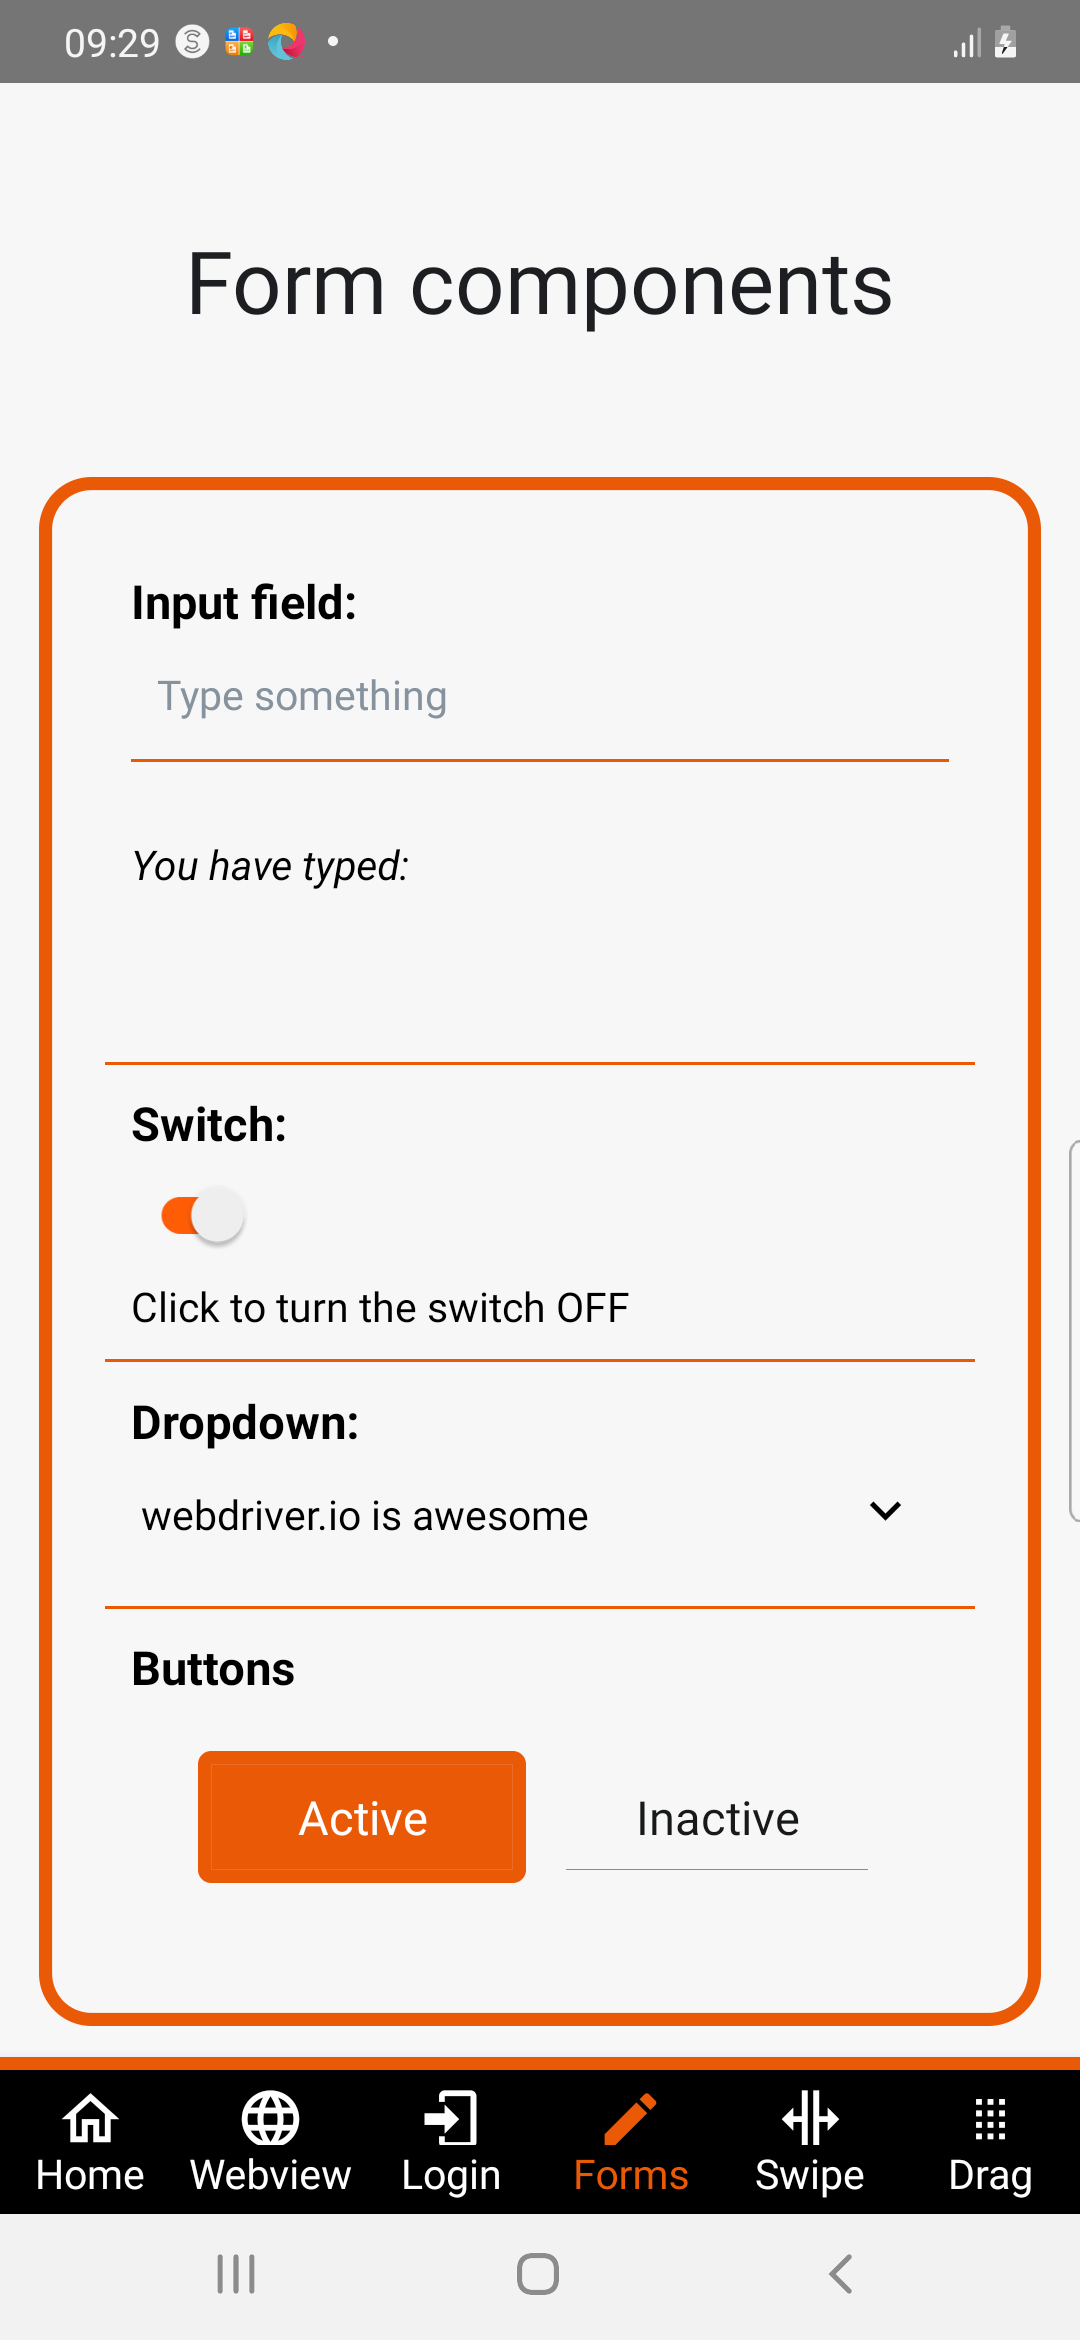 09:29
Form components
Input field:
Type something
You have typed:
Switch:
Click to turn the switch OFF
Dropdown:
webdriver.io is awesome
Buttons
Active Inactive
Home Webview Login Forms Swipe Drag